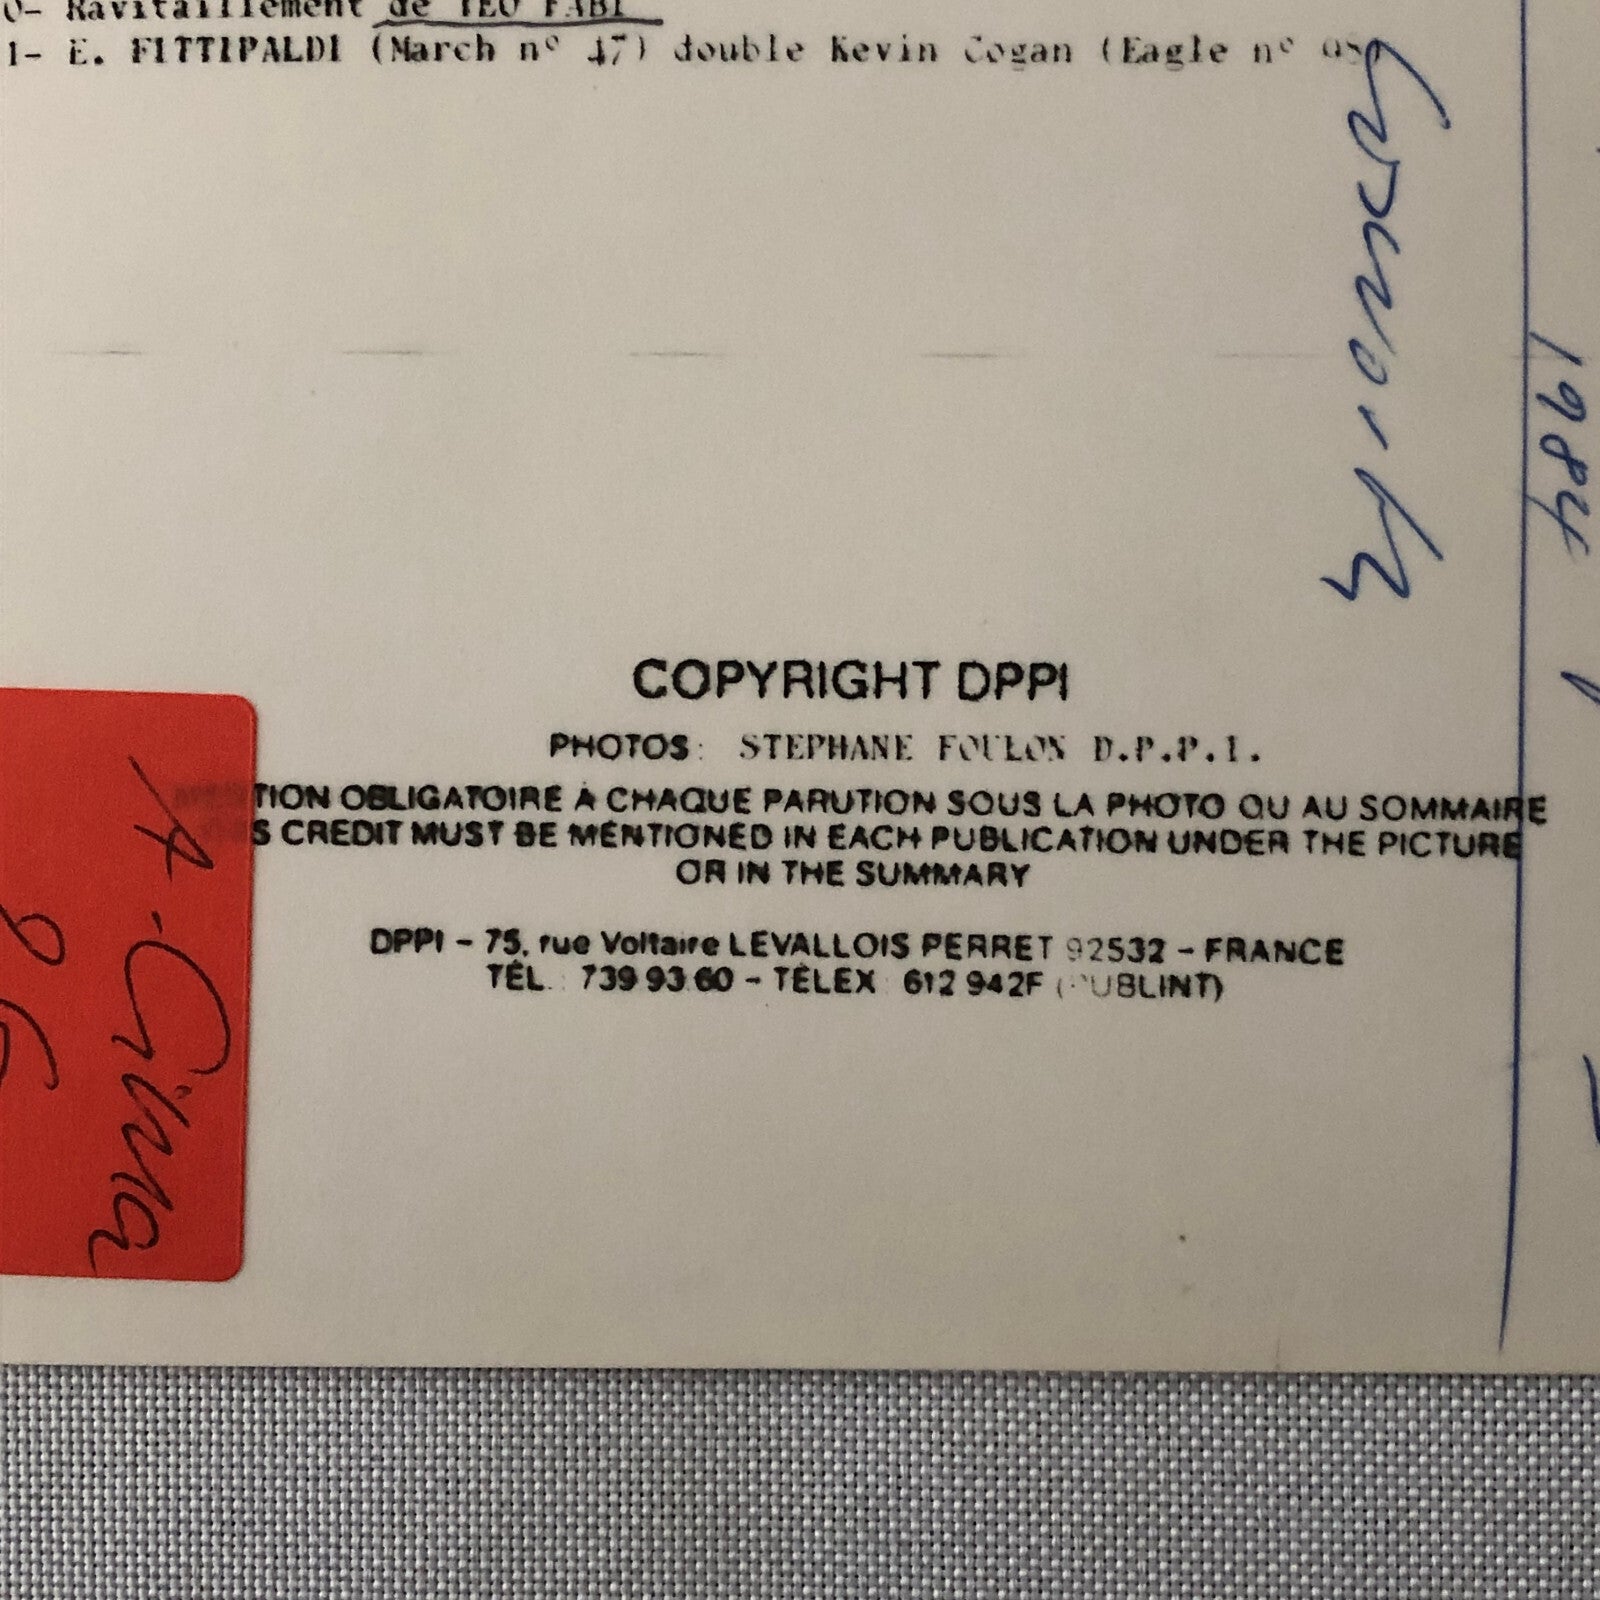 0- Ravitaillement de TEO FABI
1- E. FITTIPALDI (March n° 47) double Kevin Cogan (Eagle n° 98)
1984
COPYRIGHT DPPI
PHOTOS: STEPHANE FOULON D.P.P.I.
TION OBLIGATOIRE À CHAQUE PARUTION SOUS LA PHOTO OU AU SOMMAIRE
S CREDIT MUST BE MENTIONED IN EACH PUBLICATION UNDER THE PICTURE
OR IN THE SUMMARY
DPPI - 75, rue Voltaire LEVALLOIS PERRET 92532 - FRANCE
TÉL. 739 93.60 - TÉLEX 612 942F (PUBLINT)